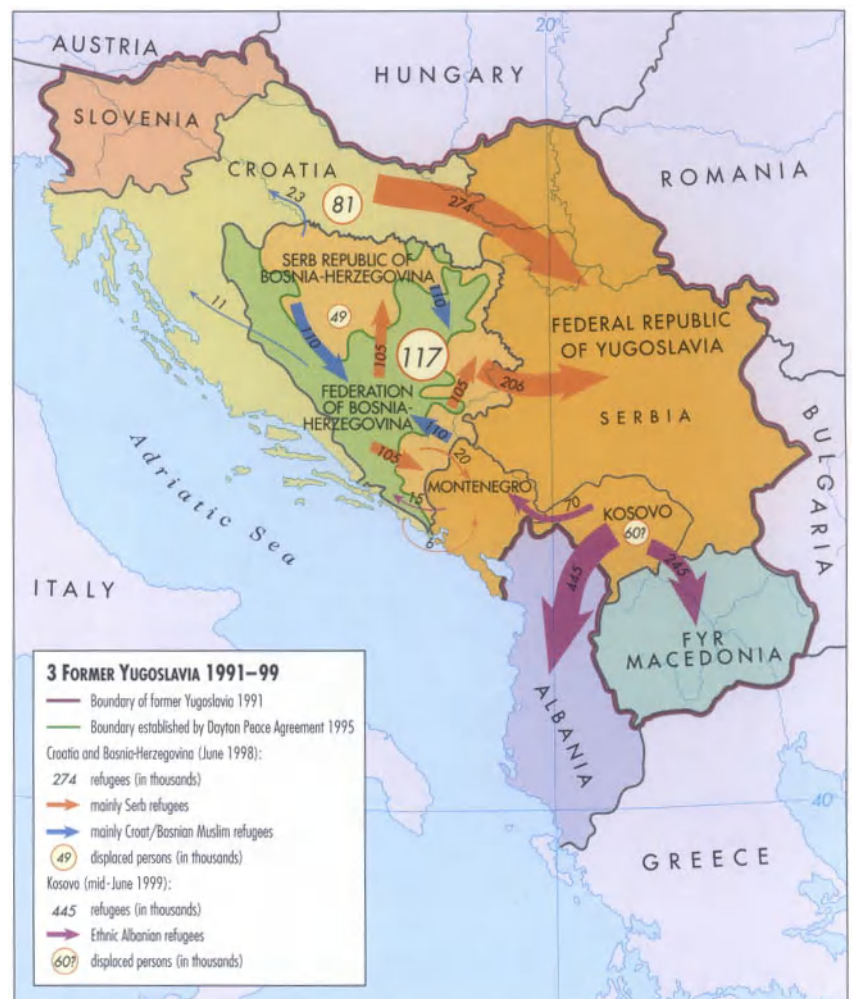 AUSTRIA
20°
HUNGARY
SLOVENIA
ROMANIA
CROATIA
23
81
274
SERB REPUBLIC OF
BOSNIA-HERZEGOVINA
110
11
49
110
FEDERAL REPUBLIC
OF YUGOSLAVIA
105
117
206
105
FEDERATION
OF BOSNIA-
HERZEGOVINA
SERBIA
110
BULGARIA
105
20
Adriatic Sea
MONTENEGRO
15
70
KOSOVO
6
60?
445
245
ITALY
FYR
MACEDONIA
ALBANIA
40°
GREECE
3 FORMER YUGOSLAVIA 1991–99
Boundary of former Yugoslavia 1991
Boundary established by Dayton Peace Agreement 1995
Croatia and Bosnia-Herzegovina (June 1998):
274 refugees (in thousands)
mainly Serb refugees
mainly Croat/Bosnian Muslim refugees
49 displaced persons (in thousands)
Kosovo (mid-June 1999):
445 refugees (in thousands)
Ethnic Albanian refugees
60? displaced persons (in thousands)